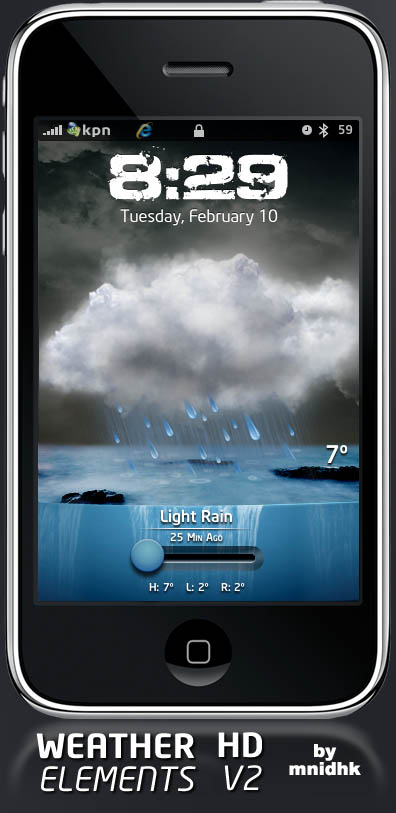 kpn 59
8:29
Tuesday, February 10
7°
Light Rain
25 Min Ago
H: 7° L: 2° R: 2°
WEATHER HD
ELEMENTS V2
by
mnidhk